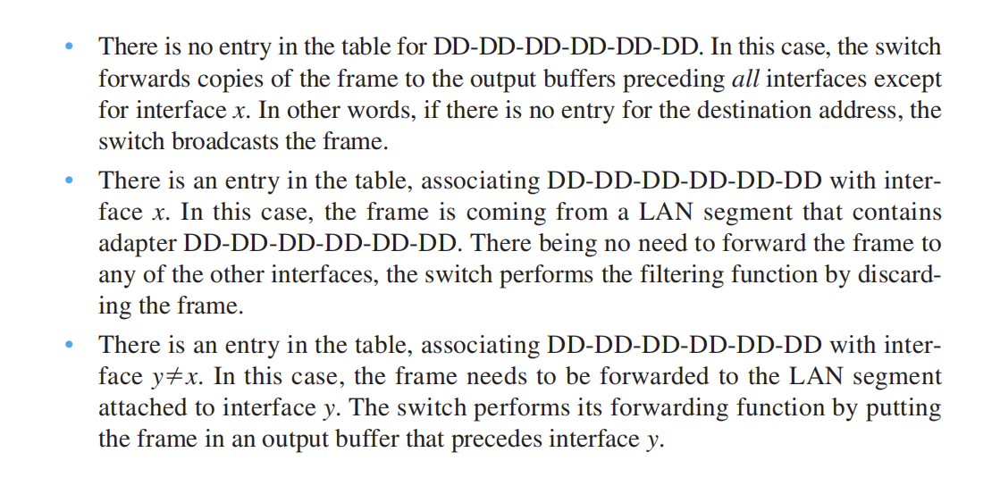 • There is no entry in the table for DD-DD-DD-DD-DD-DD. In this case, the switch
forwards copies of the frame to the output buffers preceding all interfaces except
for interface x. In other words, if there is no entry for the destination address, the
switch broadcasts the frame.
• There is an entry in the table, associating DD-DD-DD-DD-DD-DD with inter-
face x. In this case, the frame is coming from a LAN segment that contains
adapter DD-DD-DD-DD-DD-DD. There being no need to forward the frame to
any of the other interfaces, the switch performs the filtering function by discard-
ing the frame.
• There is an entry in the table, associating DD-DD-DD-DD-DD-DD with inter-
face y≠x. In this case, the frame needs to be forwarded to the LAN segment
attached to interface y. The switch performs its forwarding function by putting
the frame in an output buffer that precedes interface y.